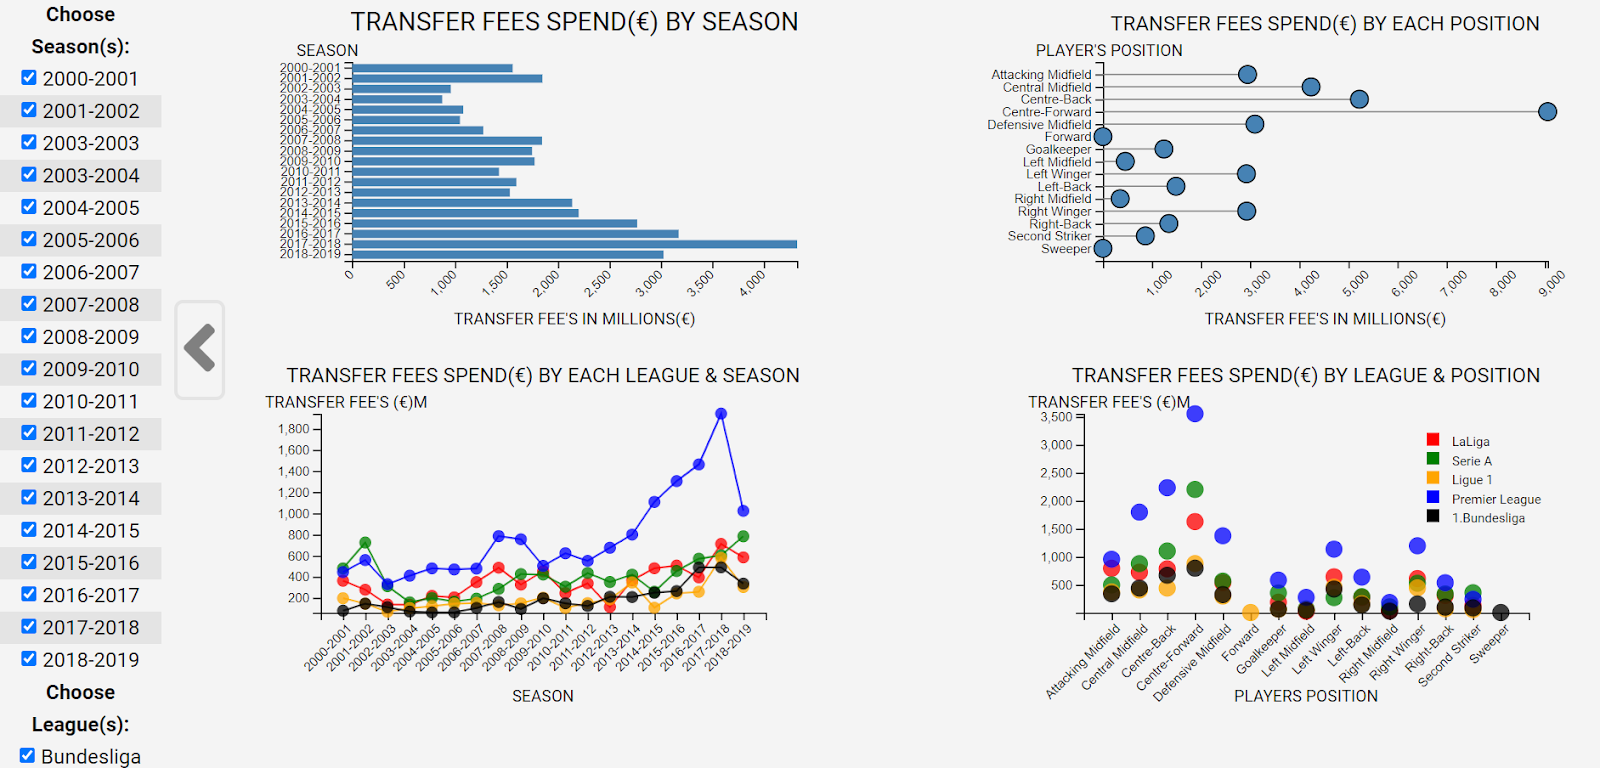 Choose
Season(s):
2000-2001
2001-2002
2003-2003
2003-2004
2004-2005
2005-2006
2006-2007
2007-2008
2008-2009
2009-2010
2010-2011
2011-2012
2012-2013
2013-2014
2014-2015
2015-2016
2016-2017
2017-2018
2018-2019
Choose
League(s):
Bundesliga
TRANSFER FEES SPEND(€) BY SEASON
SEASON
2000-2001
2001-2002
2002-2003
2003-2004
2004-2005
2005-2006
2006-2007
2007-2008
2008-2009
2009-2010
2010-2011
2011-2012
2012-2013
2013-2014
2014-2015
2015-2016
2016-2017
2017-2018
2018-2019
0 500 1,000 1,500 2,000 2,500 3,000 3,500 4,000
TRANSFER FEE'S IN MILLIONS(€)
TRANSFER FEES SPEND(€) BY EACH POSITION
PLAYER'S POSITION
Attacking Midfield
Central Midfield
Centre-Back
Centre-Forward
Defensive Midfield
Forward
Goalkeeper
Left Midfield
Left Winger
Left-Back
Right Midfield
Right Winger
Right-Back
Second Striker
Sweeper
1,000 2,000 3,000 4,000 5,000 6,000 7,000 8,000 9,000
TRANSFER FEE'S IN MILLIONS(€)
TRANSFER FEES SPEND(€) BY EACH LEAGUE & SEASON
TRANSFER FEE'S (€)M
1,800
1,600
1,400
1,200
1,000
800
600
400
200
2000-2001 2001-2002 2002-2003 2003-2004 2004-2005 2005-2006 2006-2007 2007-2008 2008-2009 2009-2010 2010-2011 2011-2012 2012-2013 2013-2014 2014-2015 2015-2016 2016-2017 2017-2018 2018-2019
SEASON
TRANSFER FEES SPEND(€) BY LEAGUE & POSITION
TRANSFER FEE'S (€)M
3,500
3,000
2,500
2,000
1,500
1,000
500
LaLiga
Serie A
Ligue 1
Premier League
1.Bundesliga
Attacking Midfield Central Midfield Centre-Back Centre-Forward Defensive Midfield Forward Goalkeeper Left Midfield Left Winger Left-Back Right Midfield Right Winger Right-Back Second Striker Sweeper
PLAYERS POSITION